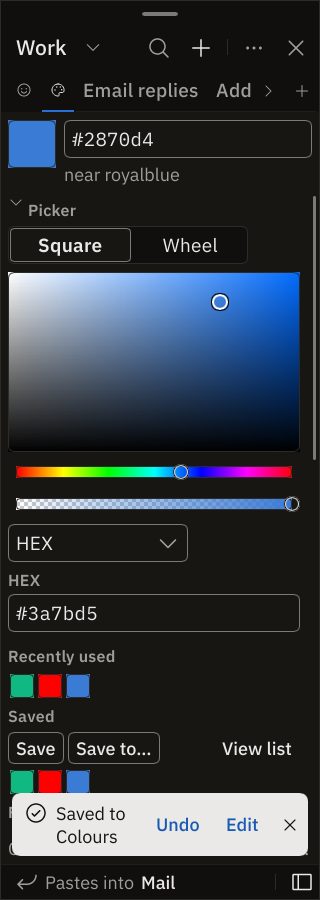 Work
Email replies
Add
#2870d4
near royalblue
Picker
Square
Wheel
HEX
HEX
#3a7bd5
Recently used
Saved
Save
Save to...
View list
Saved to
Colours
Undo
Edit
Pastes into Mail